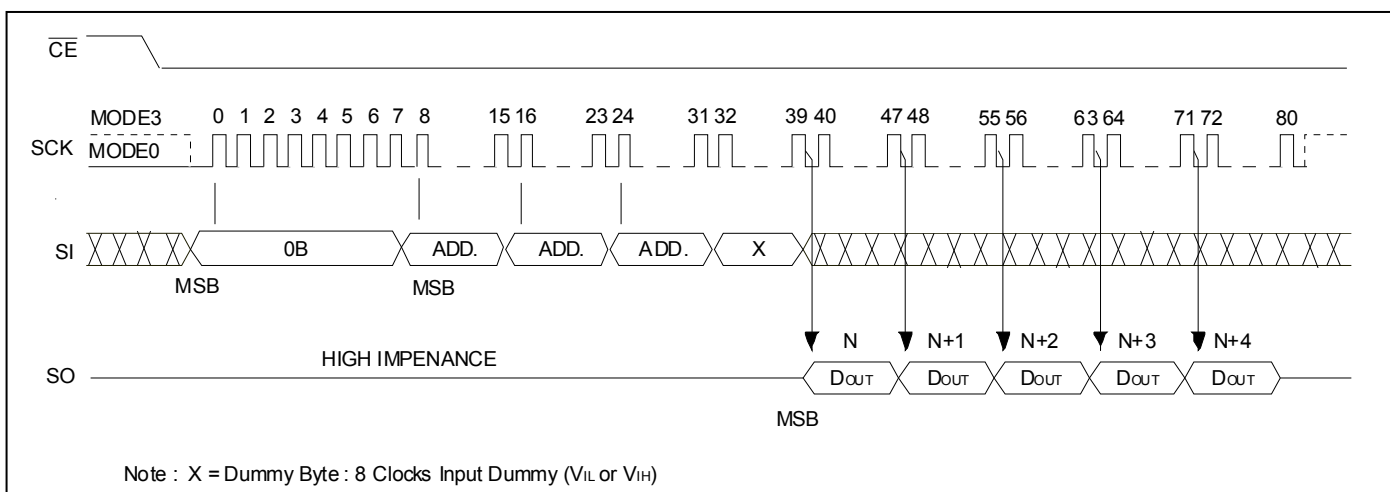 CE
MODE3 0 1 2 3 4 5 6 7 8 15 16 23 24 31 32 39 40 47 48 55 56 63 64 71 72 80
SCK MODE0
SI 0B ADD. ADD. ADD. X
MSB MSB
N N+1 N+2 N+3 N+4
HIGH IMPENANCE
SO DOUT DOUT DOUT DOUT DOUT
MSB
Note : X = Dummy Byte : 8 Clocks Input Dummy (VIL or VIH)